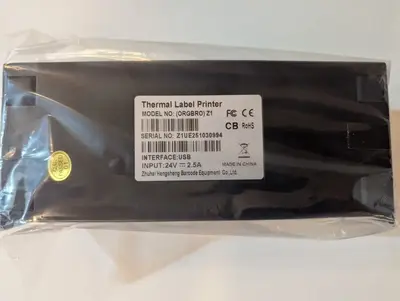 Thermal Label Printer
MODEL NO: (ORGBRO) Z1
FC CE
CB RoHS
SERIAL NO: Z1UE251030994
INTERFACE:USB
INPUT:24V ⎓ 2.5A
MADE IN CHINA
Zhuhai Hengsheng Barcode Equipment Co.,Ltd